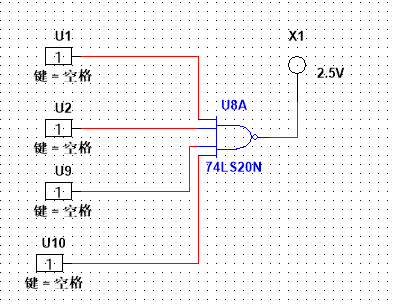 U1
1
键 = 空格
X1
2.5V
U2
1
键 = 空格
U8A
74LS20N
U9
1
键 = 空格
U10
1
键 = 空格